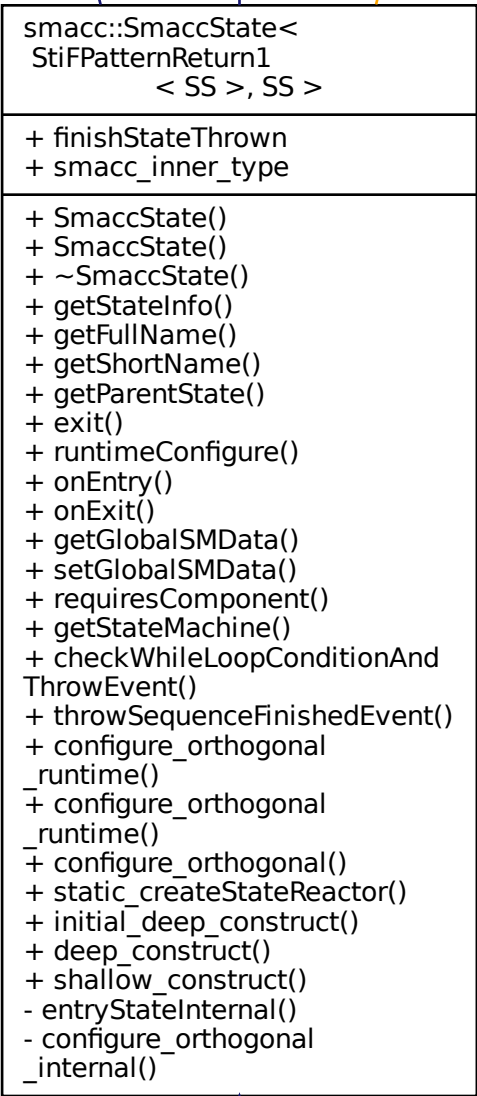 smacc::SmaccState<
StiFPatternReturn1
< SS >, SS >
+ finishStateThrown
+ smacc_inner_type
+ SmaccState()
+ SmaccState()
+ ~SmaccState()
+ getStateInfo()
+ getFullName()
+ getShortName()
+ getParentState()
+ exit()
+ runtimeConfigure()
+ onEntry()
+ onExit()
+ getGlobalSMData()
+ setGlobalSMData()
+ requiresComponent()
+ getStateMachine()
+ checkWhileLoopConditionAnd
ThrowEvent()
+ throwSequenceFinishedEvent()
+ configure_orthogonal
_runtime()
+ configure_orthogonal
_runtime()
+ configure_orthogonal()
+ static_createStateReactor()
+ initial_deep_construct()
+ deep_construct()
+ shallow_construct()
- entryStateInternal()
- configure_orthogonal
_internal()